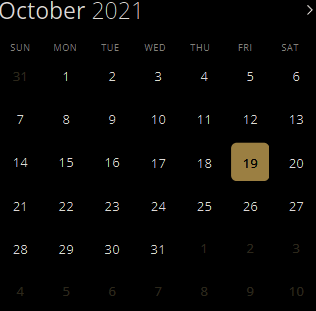 October 2021
SUN MON TUE WED THU FRI SAT
31 1 2 3 4 5 6
7 8 9 10 11 12 13
14 15 16 17 18 19 20
21 22 23 24 25 26 27
28 29 30 31 1 2 3
4 5 6 7 8 9 10